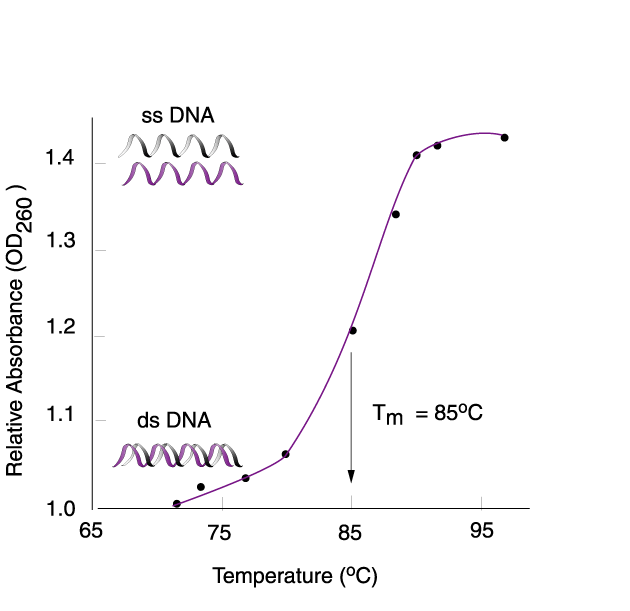 ss DNA
1.4
1.3
1.2
1.1
1.0
Relative Absorbance (OD260)
ds DNA
Tm = 85ºC
65 75 85 95
Temperature (ºC)